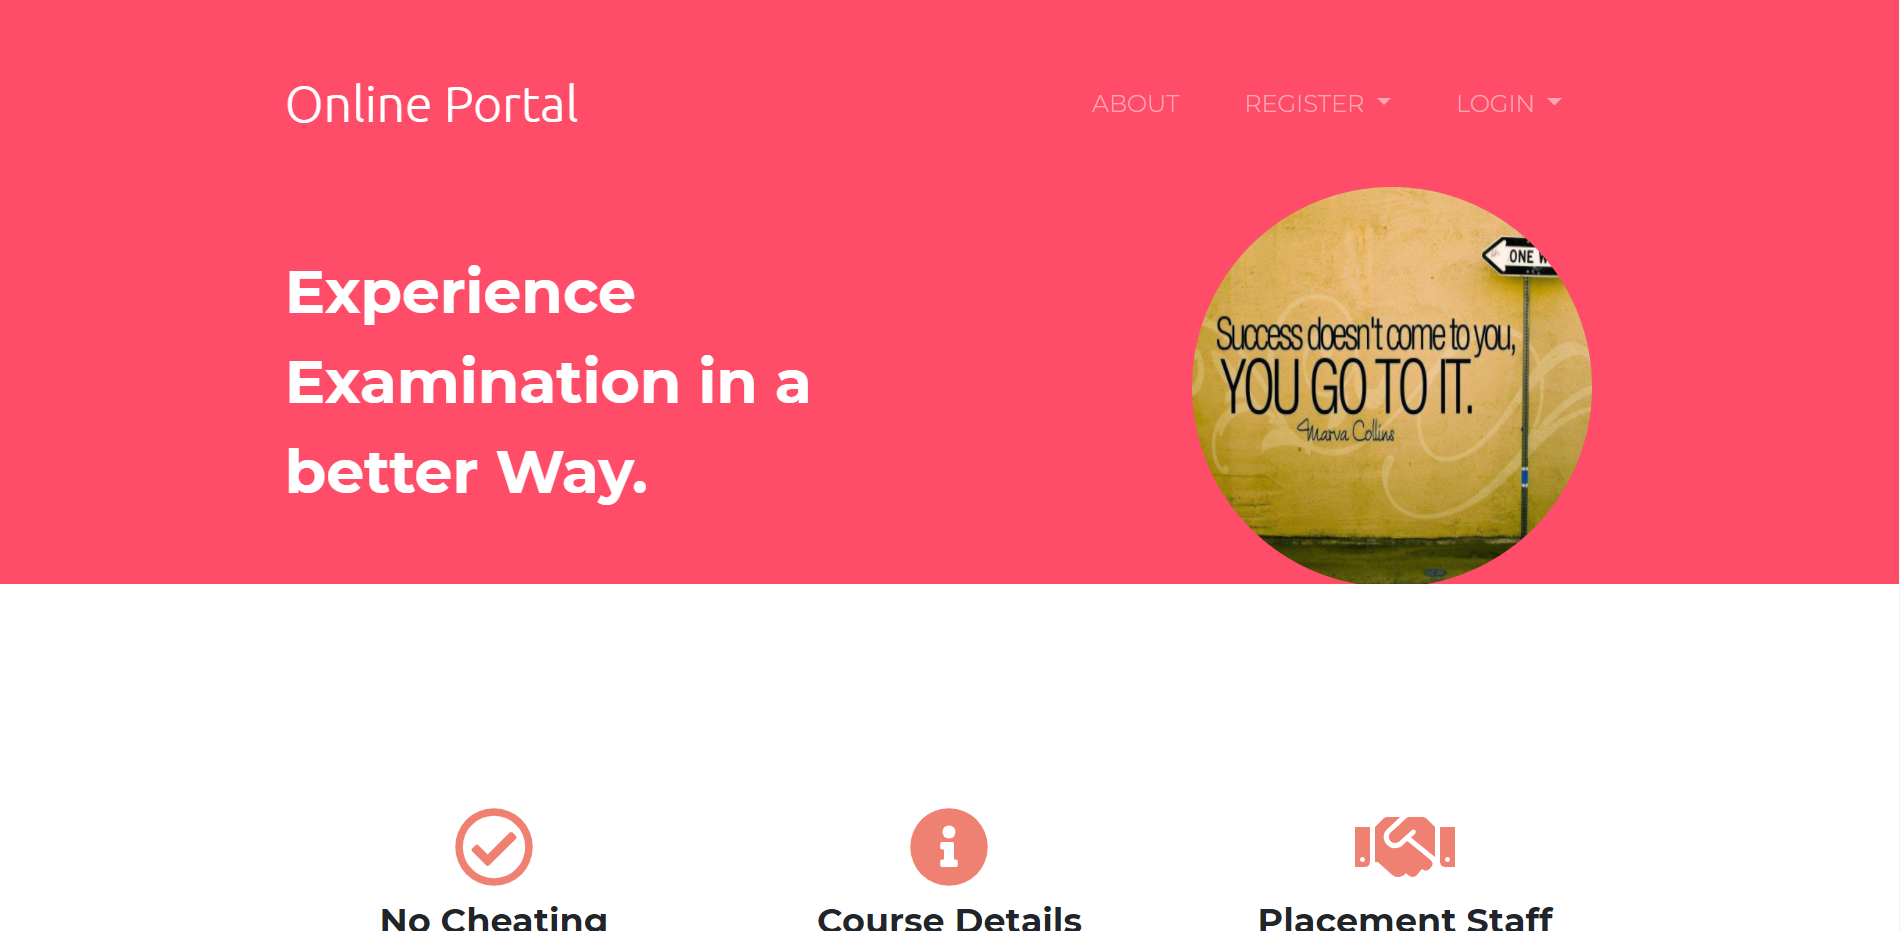 Online Portal
ABOUT
REGISTER
LOGIN
Experience
Examination in a
better Way.
ONE
Success doesn't come to you,
YOU GO TO IT.
Marva Collins
No Cheating
Course Details
Placement Staff